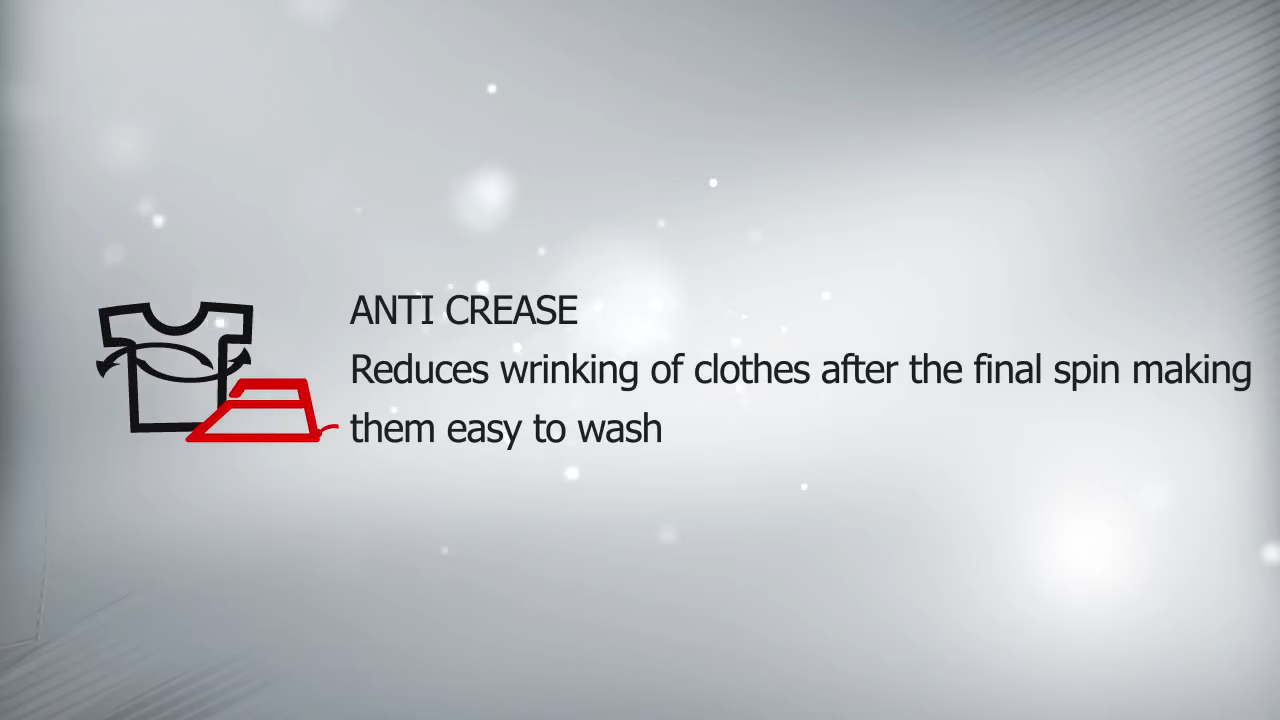 ANTI CREASE
Reduces wrinking of clothes after the final spin making
them easy to wash